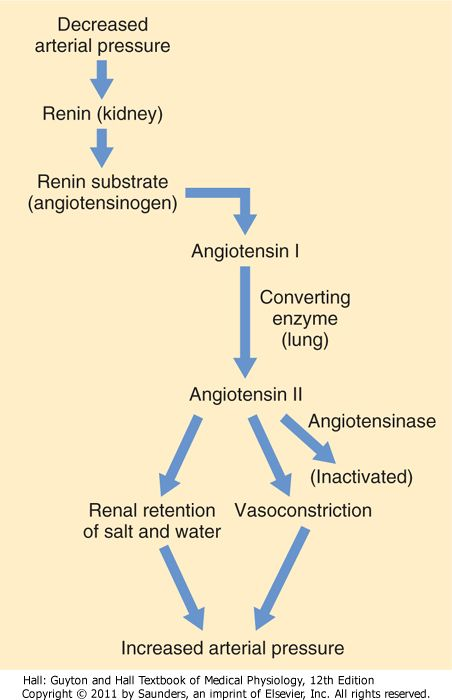 Decreased
arterial pressure
Renin (kidney)
Renin substrate
(angiotensinogen)
Angiotensin I
Converting
enzyme
(lung)
Angiotensin II
Angiotensinase
(Inactivated)
Renal retention
of salt and water
Vasoconstriction
Increased arterial pressure
Hall: Guyton and Hall Textbook of Medical Physiology, 12th Edition
Copyright © 2011 by Saunders, an imprint of Elsevier, Inc. All rights reserved.